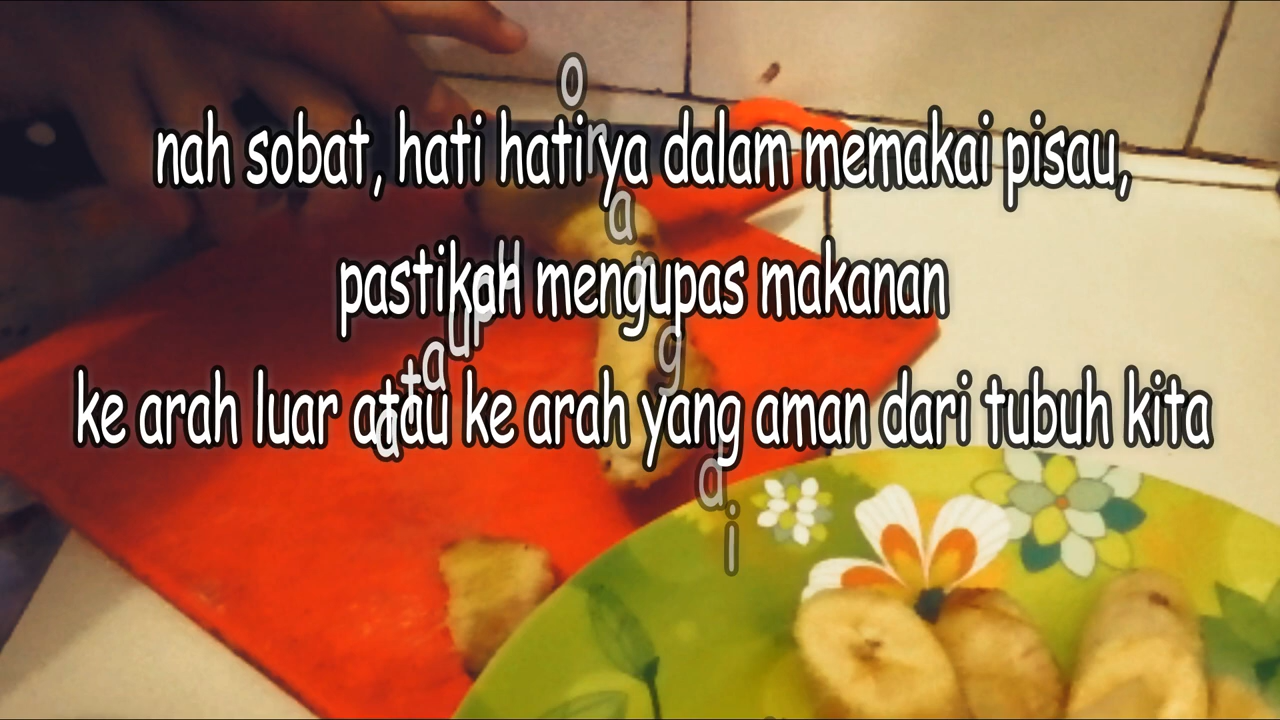 nah sobat, hati hati ya dalam memakai pisau,
pastikah mengupas makanan
ke arah luar atau ke arah yang aman dari tubuh kita